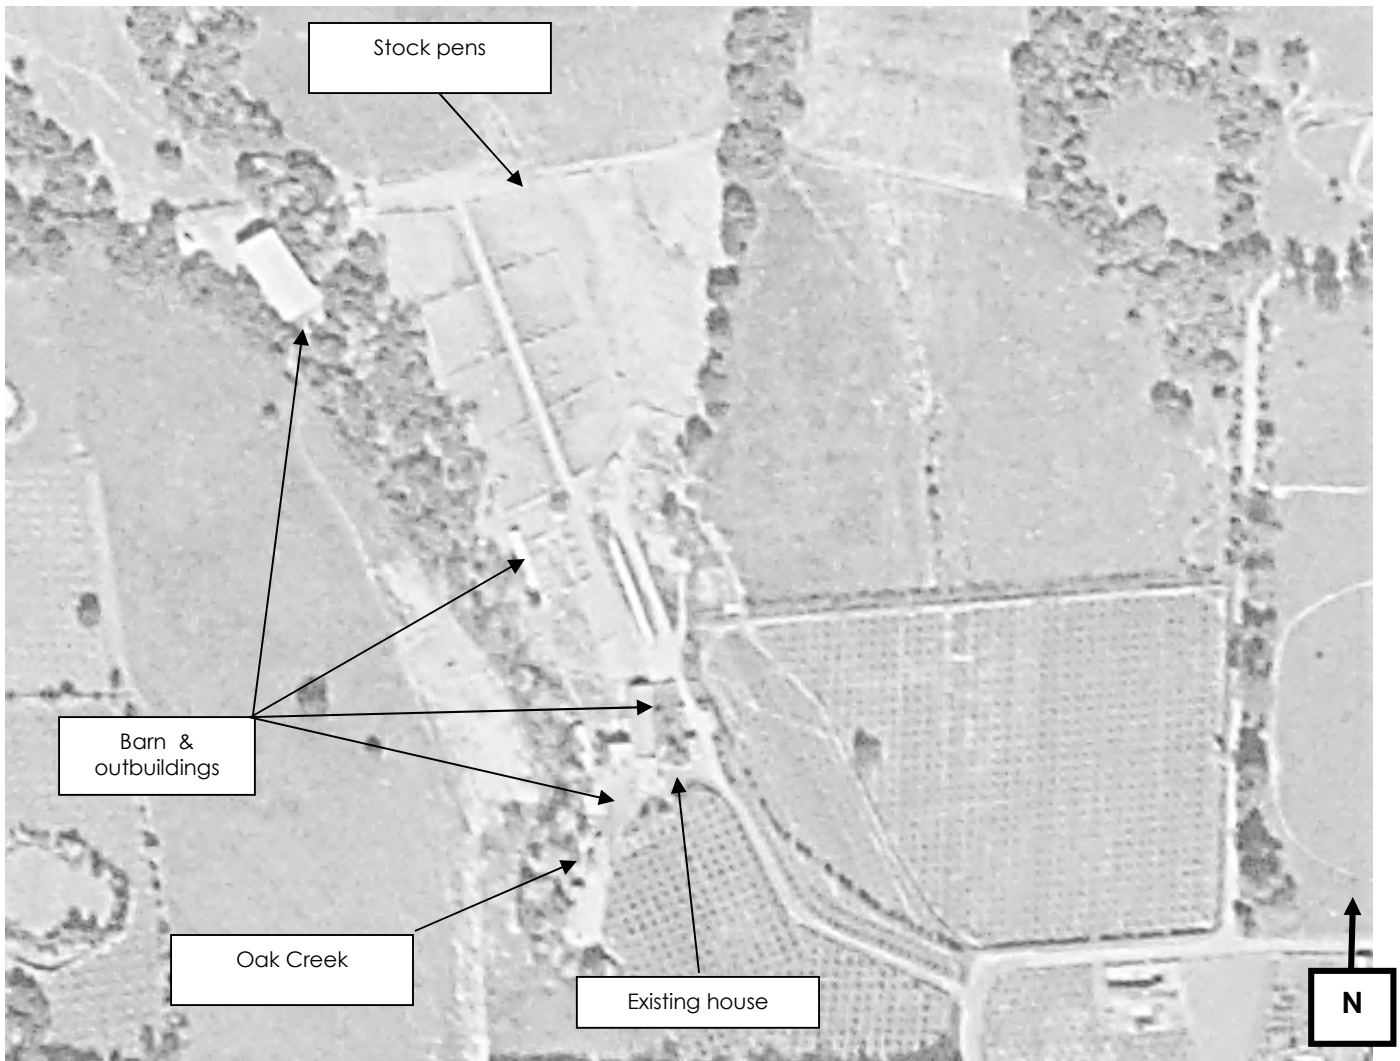 Stock pens
Barn &
outbuildings
Oak Creek
Existing house
N